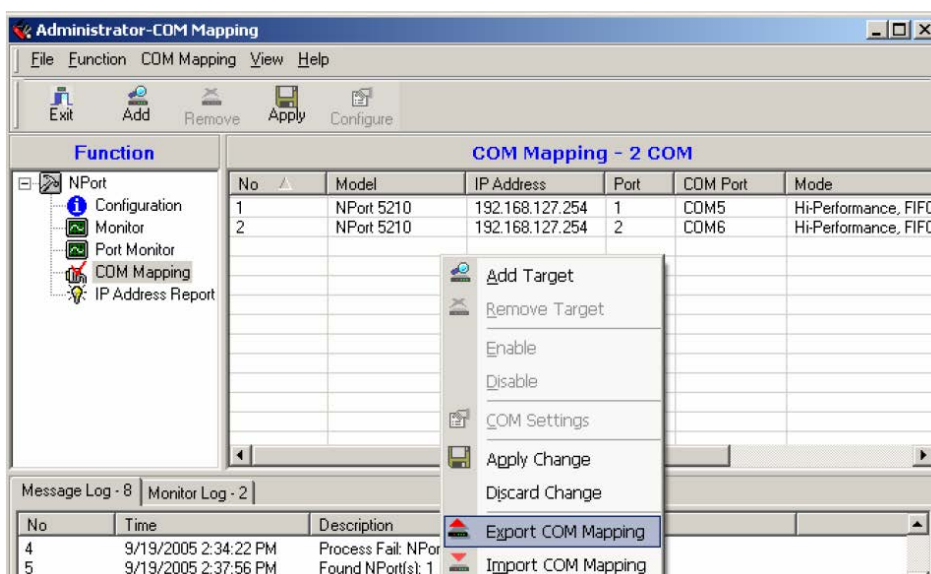 Administrator-COM Mapping
File Function COM Mapping View Help
Exit Add Remove Apply Configure
Function
COM Mapping - 2 COM
NPort
Configuration
Monitor
Port Monitor
COM Mapping
IP Address Report
No Model IP Address Port COM Port Mode
1 NPort 5210 192.168.127.254 1 COM5 Hi-Performance, FIFO
2 NPort 5210 192.168.127.254 2 COM6 Hi-Performance, FIFO
Add Target
Remove Target
Enable
Disable
COM Settings
Apply Change
Discard Change
Export COM Mapping
Import COM Mapping
Message Log - 8 Monitor Log - 2
No Time Description
4 9/19/2005 2:34:22 PM Process Fail: NPor
5 9/19/2005 2:37:56 PM Found NPort(s): 1